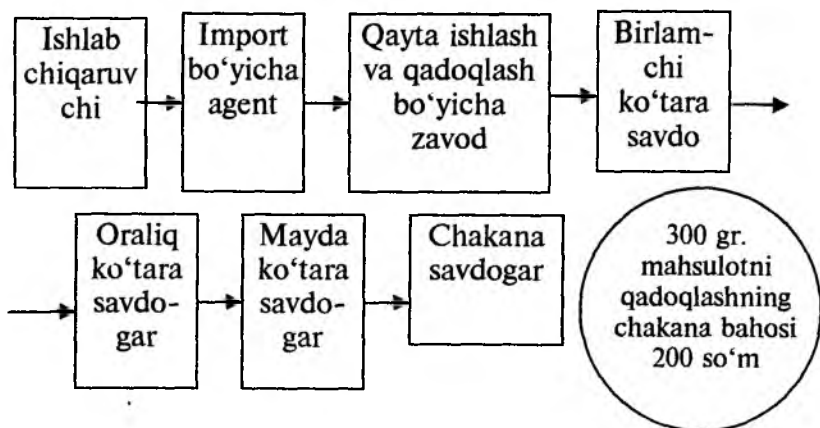 Ishlab
chiqaruv
chi
Import
bo‘yicha
agent
Qayta ishlash
va qadoqlash
bo‘yicha
zavod
Birlam-
chi
ko‘tara
savdo
Oraliq
ko‘tara
savdo-
gar
Mayda
ko‘tara
savdo-
gar
Chakana
savdogar
300 gr.
mahsulotni
qadoqlashning
chakana bahosi
200 so‘m